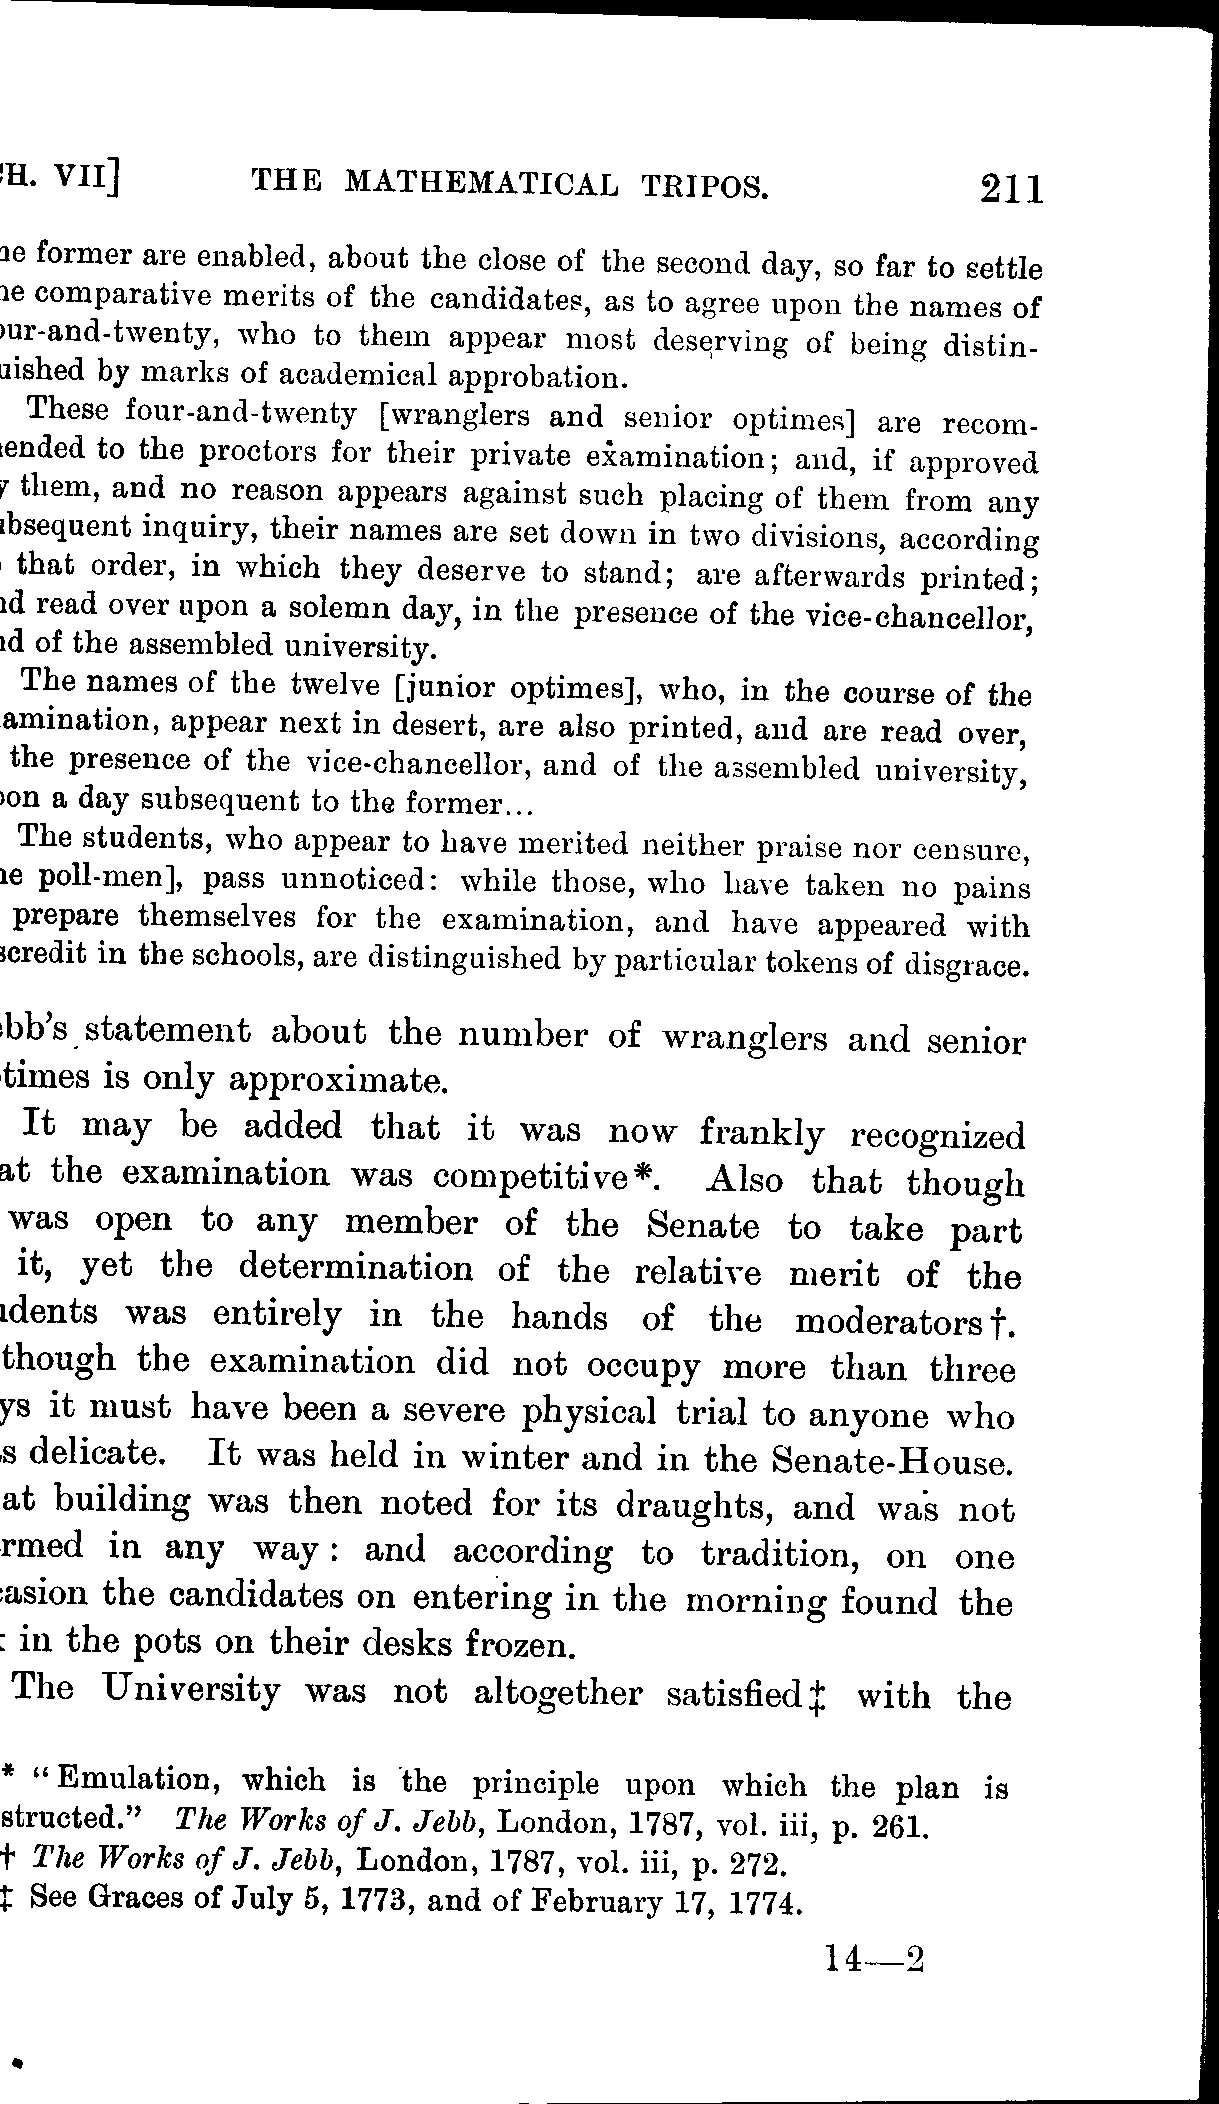 CH. VII] THE MATHEMATICAL TRIPOS. 211
former are enabled, about the close of the second day, so far to settle
comparative merits of the candidates, as to agree upon the names of
-and-twenty, who to them appear most deserving of being distin-
by marks of academical approbation.
These four-and-twenty [wranglers and senior optimes] are recom-
ended to the proctors for their private examination; and, if approved
them, and no reason appears against such placing of them from any
bsequent inquiry, their names are set down in two divisions, according
that order, in which they deserve to stand; are afterwards printed;
read over upon a solemn day, in the presence of the vice-chancellor,
of the assembled university.
The names of the twelve [junior optimes], who, in the course of the
amination, appear next in desert, are also printed, and are read over,
the presence of the vice-chancellor, and of the assembled university,
on a day subsequent to the former...
The students, who appear to have merited neither praise nor censure,
poll-men], pass unnoticed: while those, who have taken no pains
prepare themselves for the examination, and have appeared with
credit in the schools, are distinguished by particular tokens of disgrace.
bb's statement about the number of wranglers and senior
times is only approximate.
It may be added that it was now frankly recognized
at the examination was competitive*. Also that though
was open to any member of the Senate to take part
it, yet the determination of the relative merit of the
dents was entirely in the hands of the moderators†.
though the examination did not occupy more than three
ys it must have been a severe physical trial to anyone who
s delicate. It was held in winter and in the Senate-House.
at building was then noted for its draughts, and was not
rmed in any way: and according to tradition, on one
asion the candidates on entering in the morning found the
in the pots on their desks frozen.
The University was not altogether satisfied‡ with the
* "Emulation, which is the principle upon which the plan is
structed." The Works of J. Jebb, London, 1787, vol. iii, p. 261.
† The Works of J. Jebb, London, 1787, vol. iii, p. 272.
‡ See Graces of July 5, 1773, and of February 17, 1774.
14—2